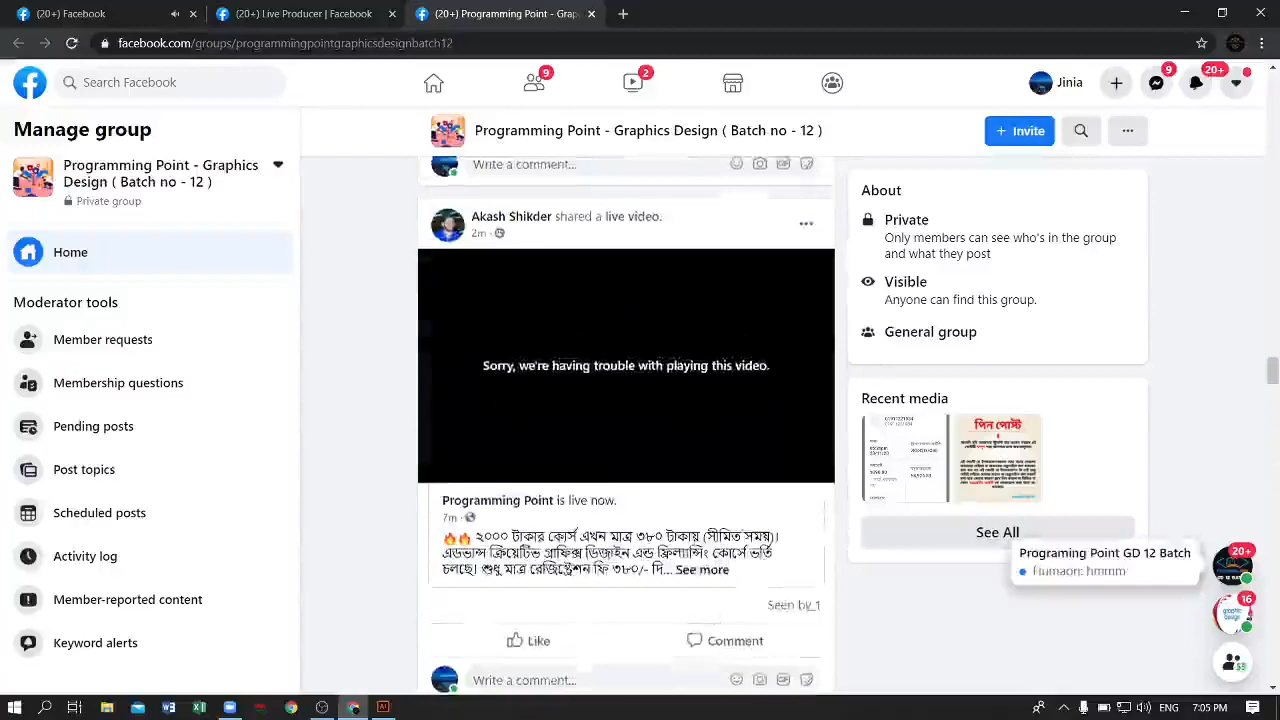 (20+) Facebook
(20+) Live Producer | Facebook
(20+) Programming Point - Grap
facebook.com/groups/programmingpointgraphicsdesignbatch12
Search Facebook
9
2
Jinia
9
20+
Manage group
Programming Point - Graphics
Design ( Batch no - 12 )
Private group
Home
Moderator tools
Member requests
Membership questions
Pending posts
Post topics
Scheduled posts
Activity log
Member-reported content
Keyword alerts
Programming Point - Graphics Design ( Batch no - 12 )
+ Invite
Write a comment...
Akash Shikder shared a live video.
2m
Sorry, we're having trouble with playing this video.
Programming Point is live now.
7m
🔥🔥 ২০০০ টাকার কোর্স এখন মাত্র ৩৮০ টাকায় (সীমিত সময়)।
এডভান্স ক্রিয়েটিভ গ্রাফিক্স ডিজাইন এন্ড ফ্রিল্যান্সিং কোর্সে ভর্তি
চলছে! শুধু মাত্র রেজিস্ট্রেশন ফি ৩৮০/- দি... See more
Seen by 1
Like
Comment
Write a comment...
About
Private
Only members can see who's in the group
and what they post
Visible
Anyone can find this group.
General group
Recent media
পিন পোস্ট
See All
Programing Point GD 12 Batch
Humaon: hmmm
20+
16
53
ENG
7:05 PM